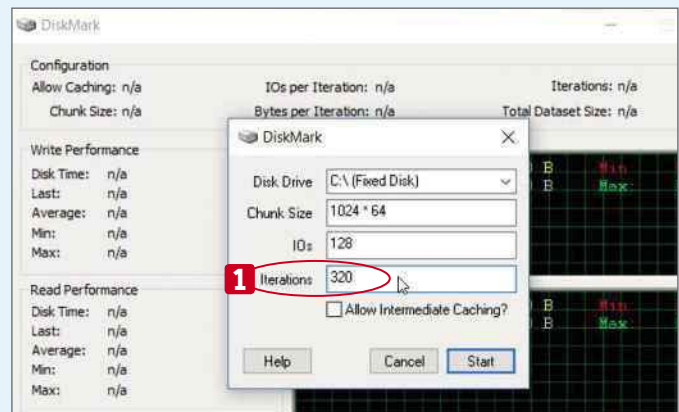 DiskMark
Configuration
Allow Caching: n/a IOs per Iteration: n/a Iterations: n/a
Chunk Size: n/a Bytes per Iteration: n/a Total Dataset Size: n/a
Write Performance
Disk Time: n/a
Last: n/a
Average: n/a
Min: n/a
Max: n/a
B Min
B Max:
DiskMark
Disk Drive C:\ (Fixed Disk)
Chunk Size 1024 * 64
IOs 128
1 Iterations 320
Allow Intermediate Caching?
Help Cancel Start
Read Performance
Disk Time: n/a
Last: n/a
Average: n/a
Min: n/a
Max: n/a
B Min
B Max: